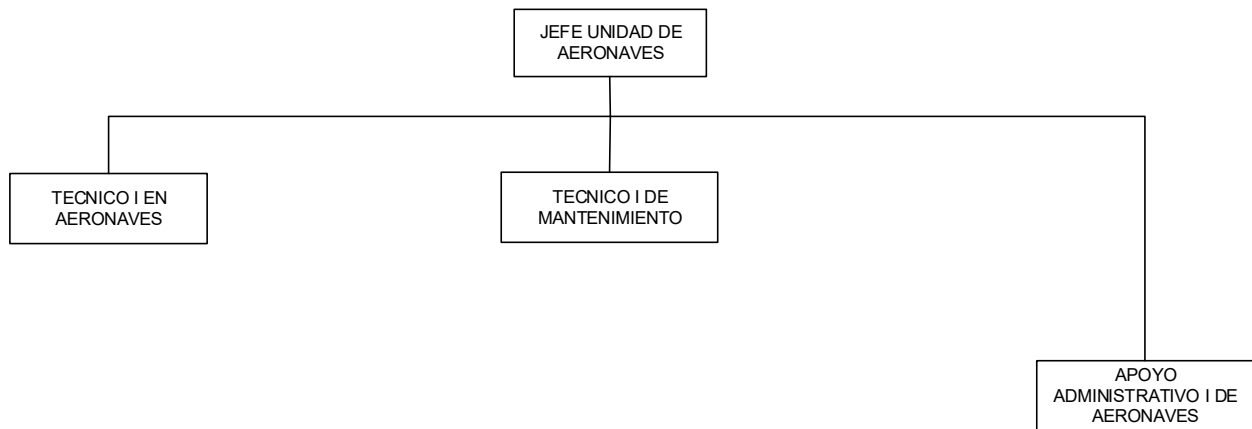 JEFE UNIDAD DE
AERONAVES
TECNICO I EN
AERONAVES
TECNICO I DE
MANTENIMIENTO
APOYO
ADMINISTRATIVO I DE
AERONAVES